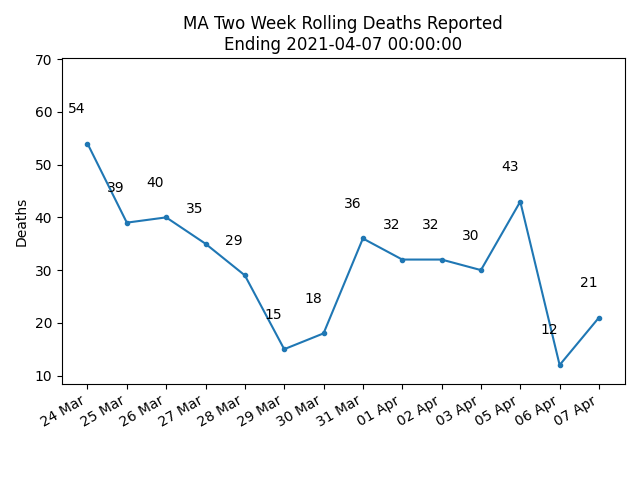 MA Two Week Rolling Deaths Reported
Ending 2021-04-07 00:00:00
Deaths
70
60
50
40
30
20
10
54
39
40
35
29
15
18
36
32
32
30
43
12
21
24 Mar
25 Mar
26 Mar
27 Mar
28 Mar
29 Mar
30 Mar
31 Mar
01 Apr
02 Apr
03 Apr
05 Apr
06 Apr
07 Apr